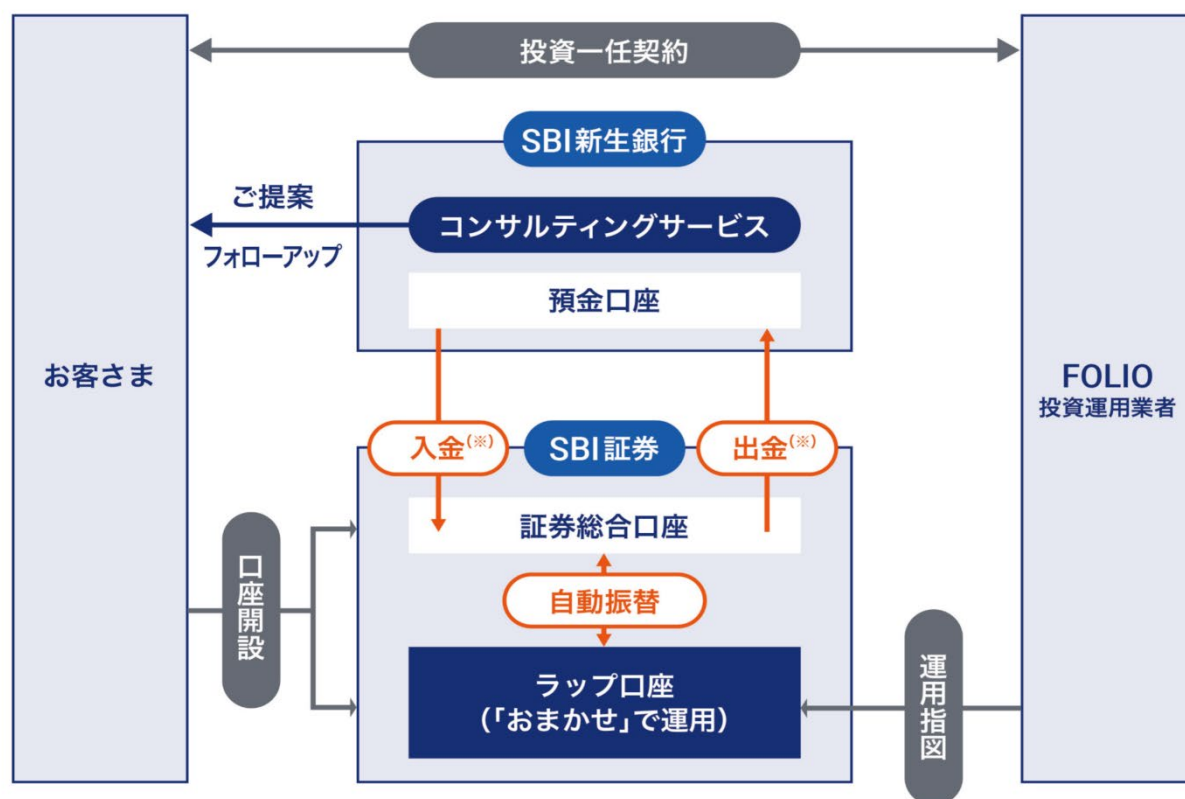 投資一任契約
SBI新生銀行
ご提案
コンサルティングサービス
フォローアップ
預金口座
お客さま
FOLIO
投資運用業者
入金(※)
SBI証券
出金(※)
証券総合口座
口座開設
自動振替
運用指図
ラップ口座
(「おまかせ」で運用)